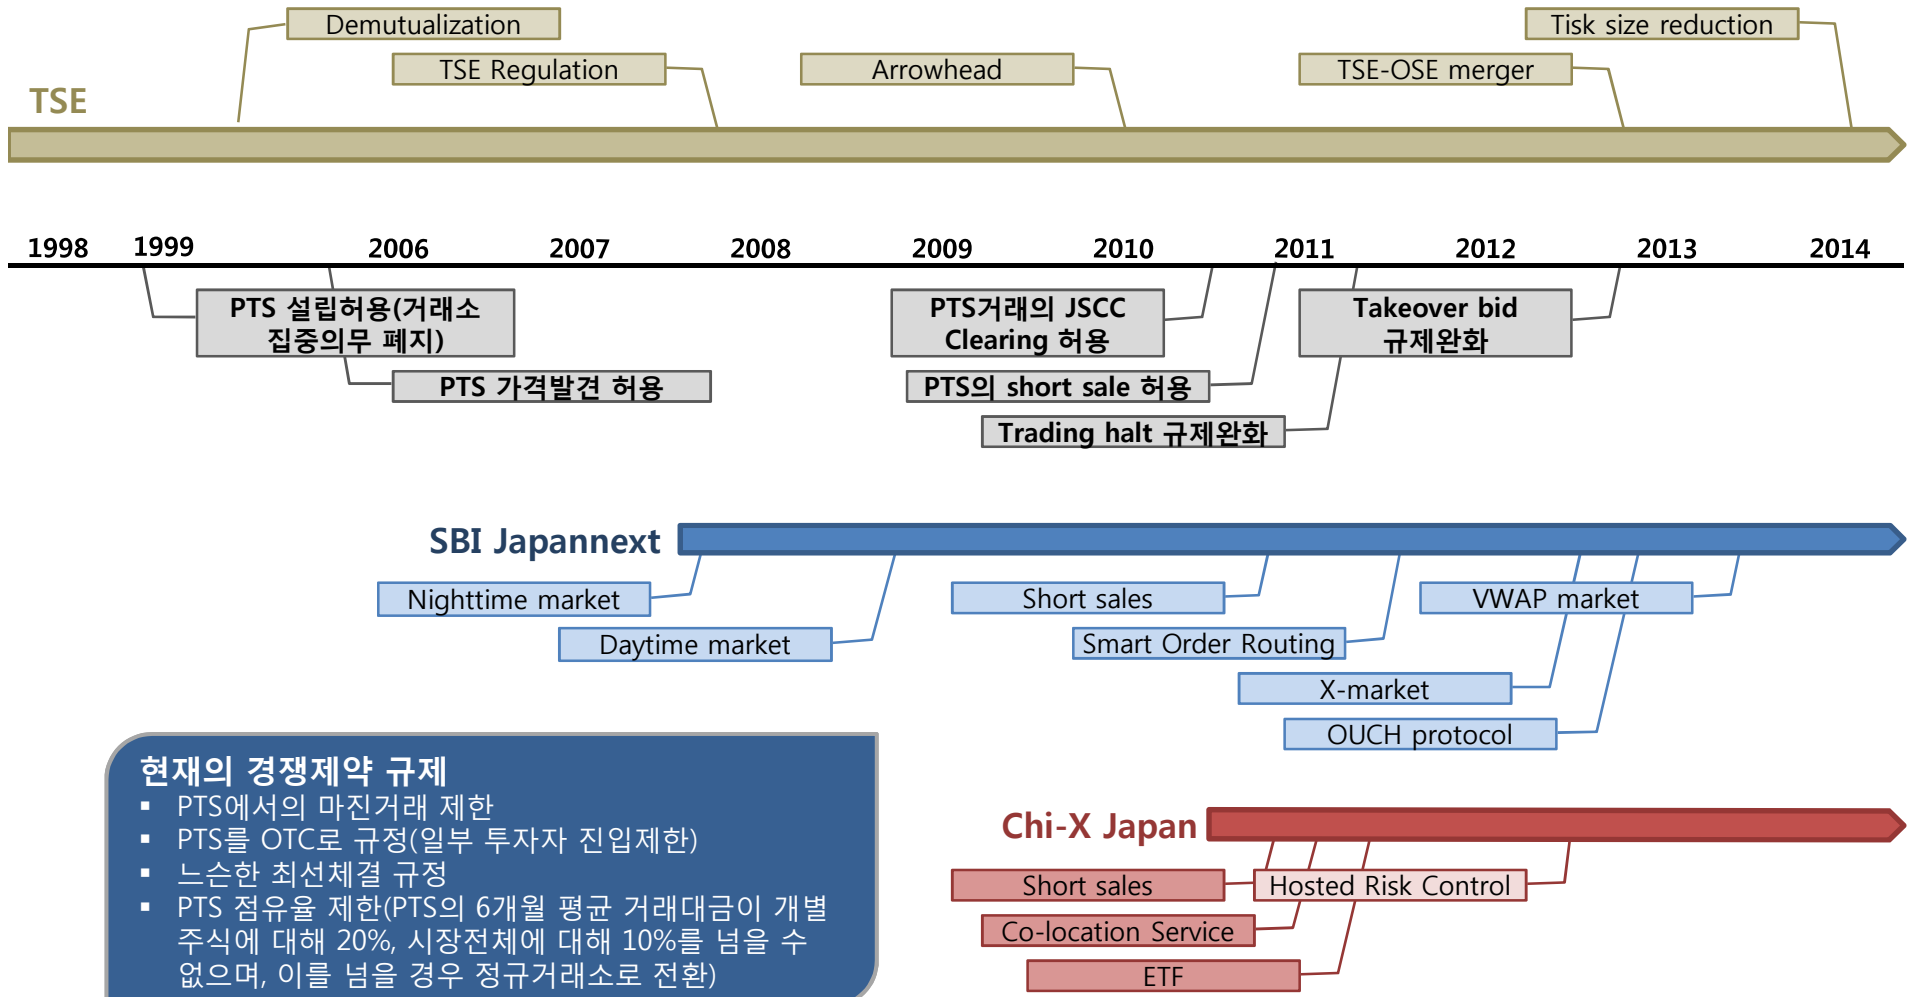 Demutualization
Tisk size reduction
TSE Regulation
Arrowhead
TSE-OSE merger
TSE
1998 1999 2006 2007 2008 2009 2010 2011 2012 2013 2014
PTS 설립허용(거래소
집중의무 폐지)
PTS 가격발견 허용
PTS거래의 JSCC
Clearing 허용
PTS의 short sale 허용
Trading halt 규제완화
Takeover bid
규제완화
SBI Japannext
Nighttime market
Daytime market
Short sales
Smart Order Routing
VWAP market
X-market
OUCH protocol
현재의 경쟁제약 규제
▪ PTS에서의 마진거래 제한
▪ PTS를 OTC로 규정(일부 투자자 진입제한)
▪ 느슨한 최선체결 규정
▪ PTS 점유율 제한(PTS의 6개월 평균 거래대금이 개별
주식에 대해 20%, 시장전체에 대해 10%를 넘을 수
없으며, 이를 넘을 경우 정규거래소로 전환)
Chi-X Japan
Short sales
Hosted Risk Control
Co-location Service
ETF